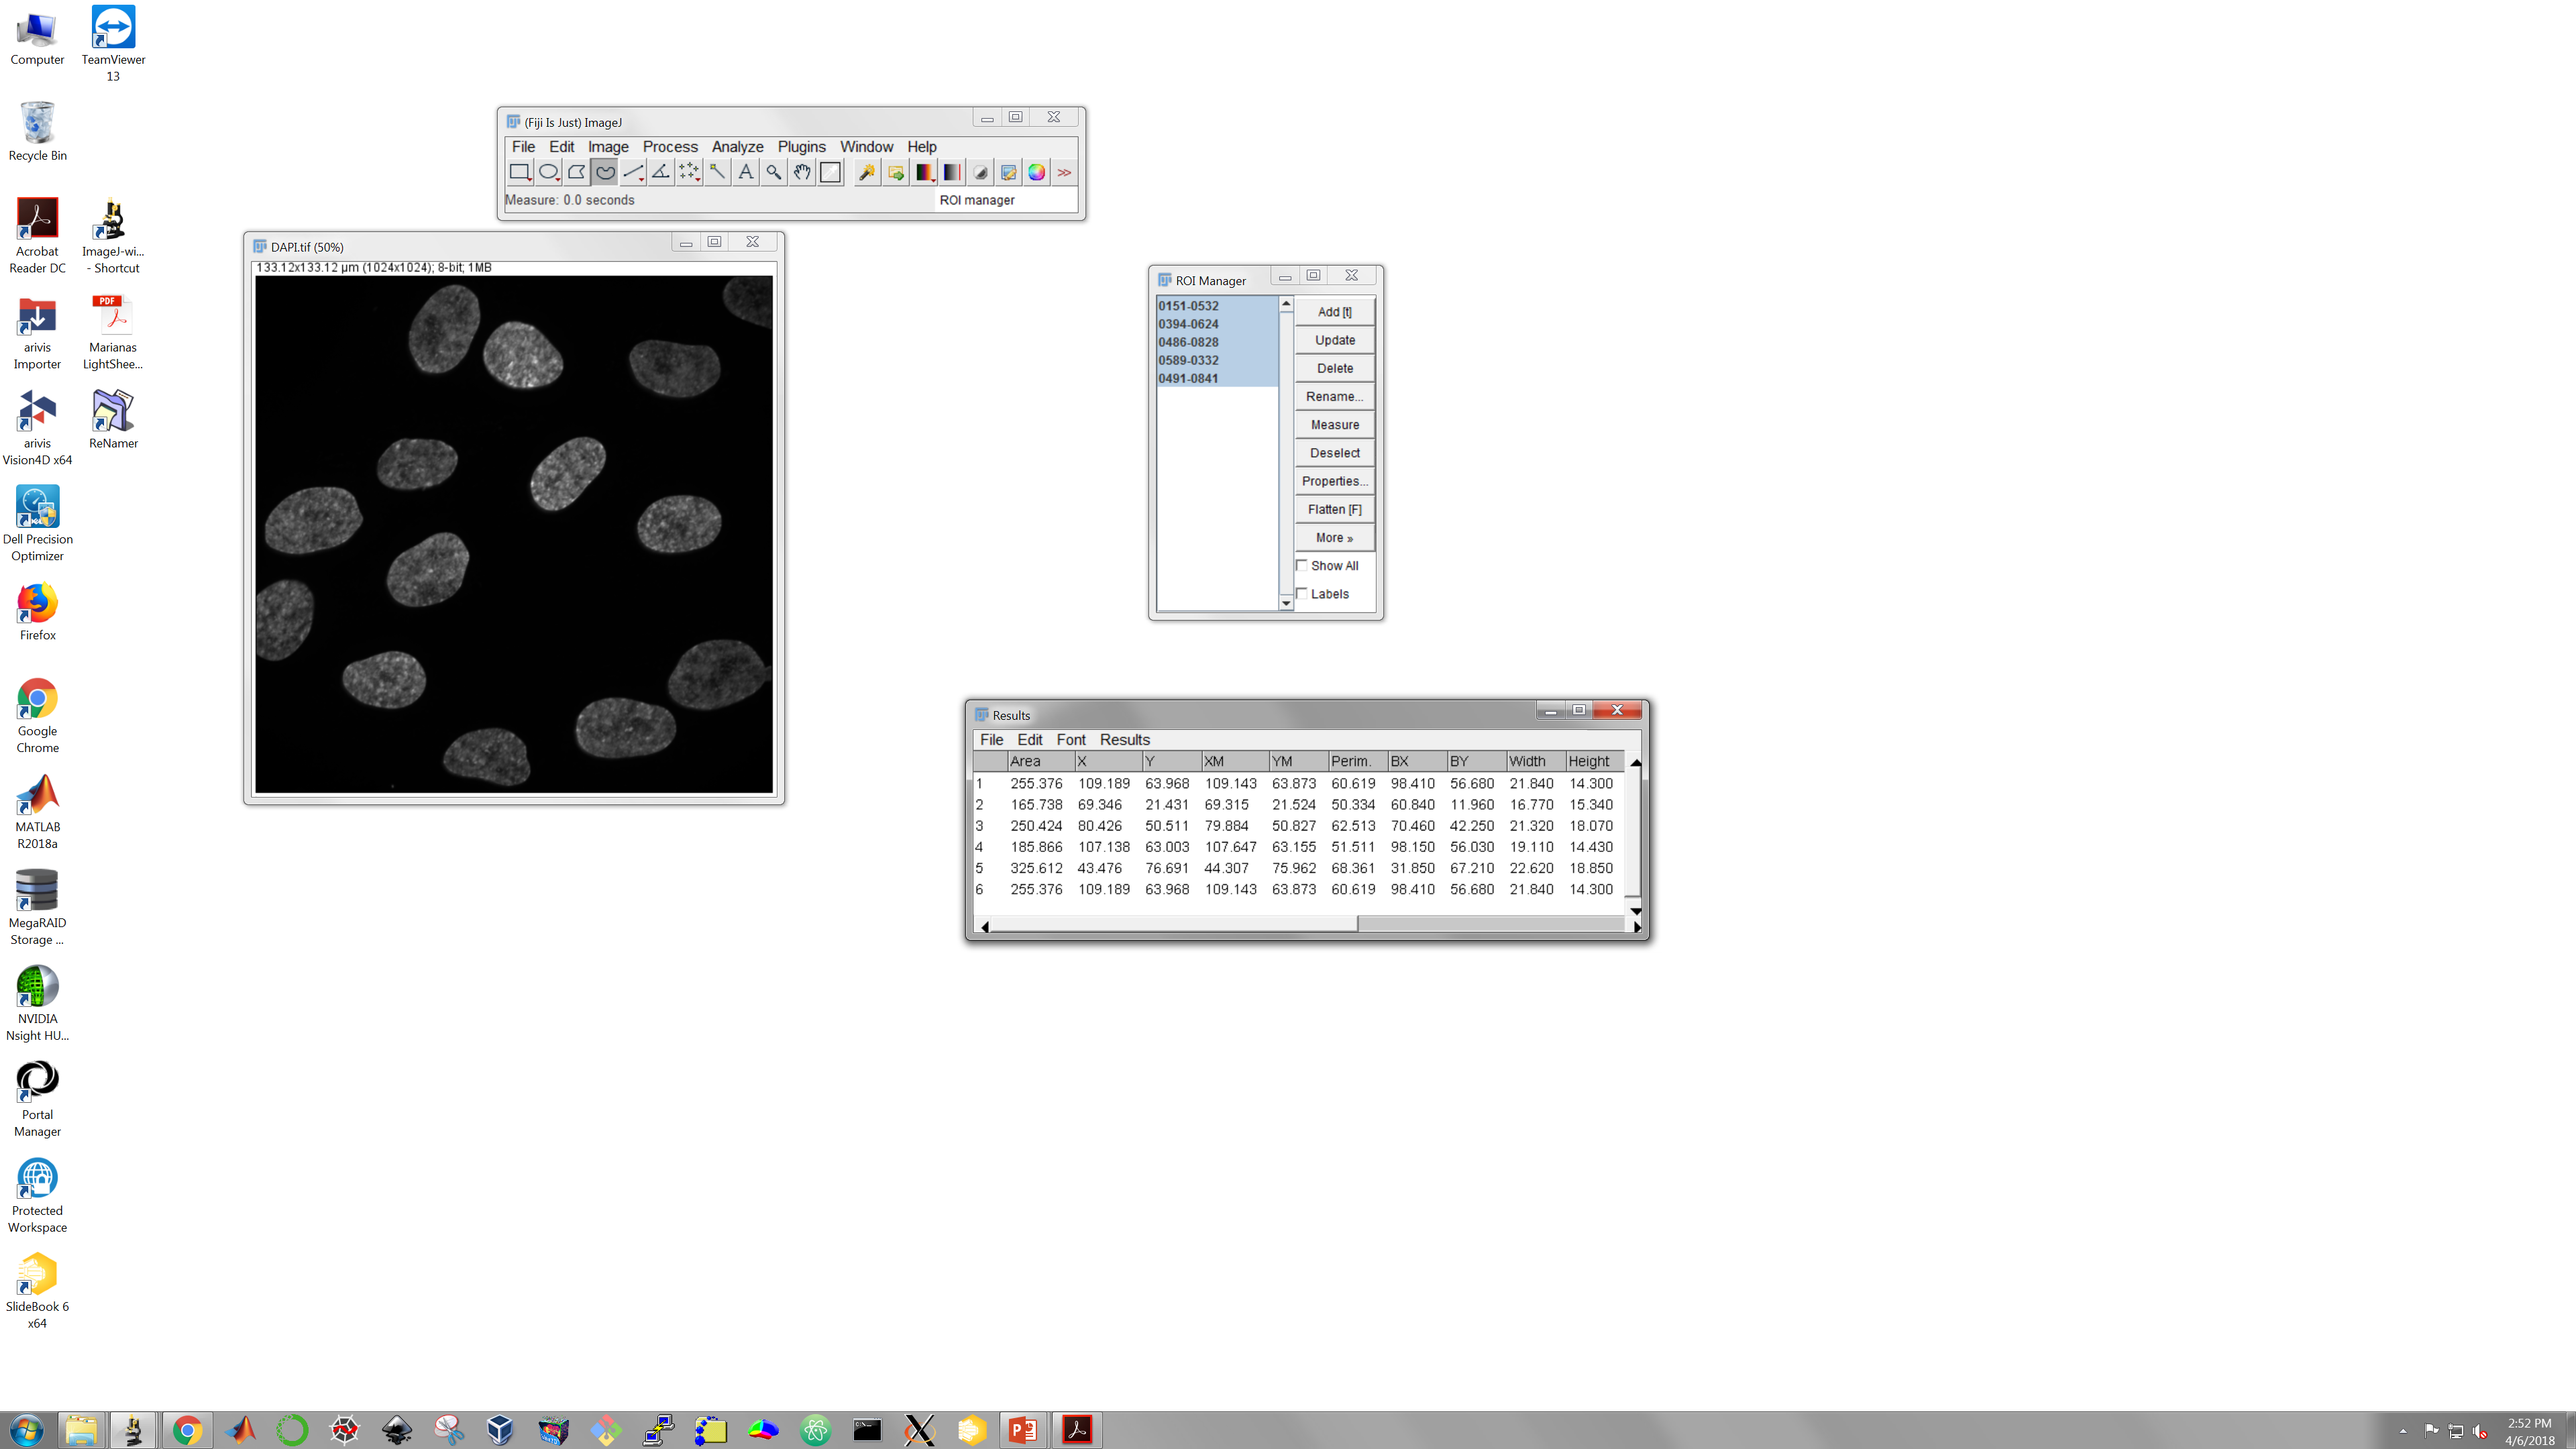 Computer
TeamViewer
13
Recycle Bin
Acrobat
Reader DC
ImageJ-wi...
- Shortcut
arivis
Importer
PDF
Marianas
LightShee...
arivis
Vision4D x64
ReNamer
Dell Precision
Optimizer
Firefox
Google
Chrome
MATLAB
R2018a
MegaRAID
Storage ...
NVIDIA
Nsight HU...
Portal
Manager
Protected
Workspace
SlideBook 6
x64
(Fiji Is Just) ImageJ
File Edit Image Process Analyze Plugins Window Help
A >>
Measure: 0.0 seconds
ROI manager
DAPI.tif (50%)
133.12x133.12 µm (1024x1024); 8-bit; 1MB
ROI Manager
0151-0532
0394-0624
0486-0828
0589-0332
0491-0841
Add [t]
Update
Delete
Rename...
Measure
Deselect
Properties...
Flatten [F]
More »
Show All
Labels
Results
File Edit Font Results
Area X Y XM YM Perim. BX BY Width Height
1 255.376 109.189 63.968 109.143 63.873 60.619 98.410 56.680 21.840 14.300
2 165.738 69.346 21.431 69.315 21.524 50.334 60.840 11.960 16.770 15.340
3 250.424 80.426 50.511 79.884 50.827 62.513 70.460 42.250 21.320 18.070
4 185.866 107.138 63.003 107.647 63.155 51.511 98.150 56.030 19.110 14.430
5 325.612 43.476 76.691 44.307 75.962 68.361 31.850 67.210 22.620 18.850
6 255.376 109.189 63.968 109.143 63.873 60.619 98.410 56.680 21.840 14.300
2:52 PM
4/6/2018